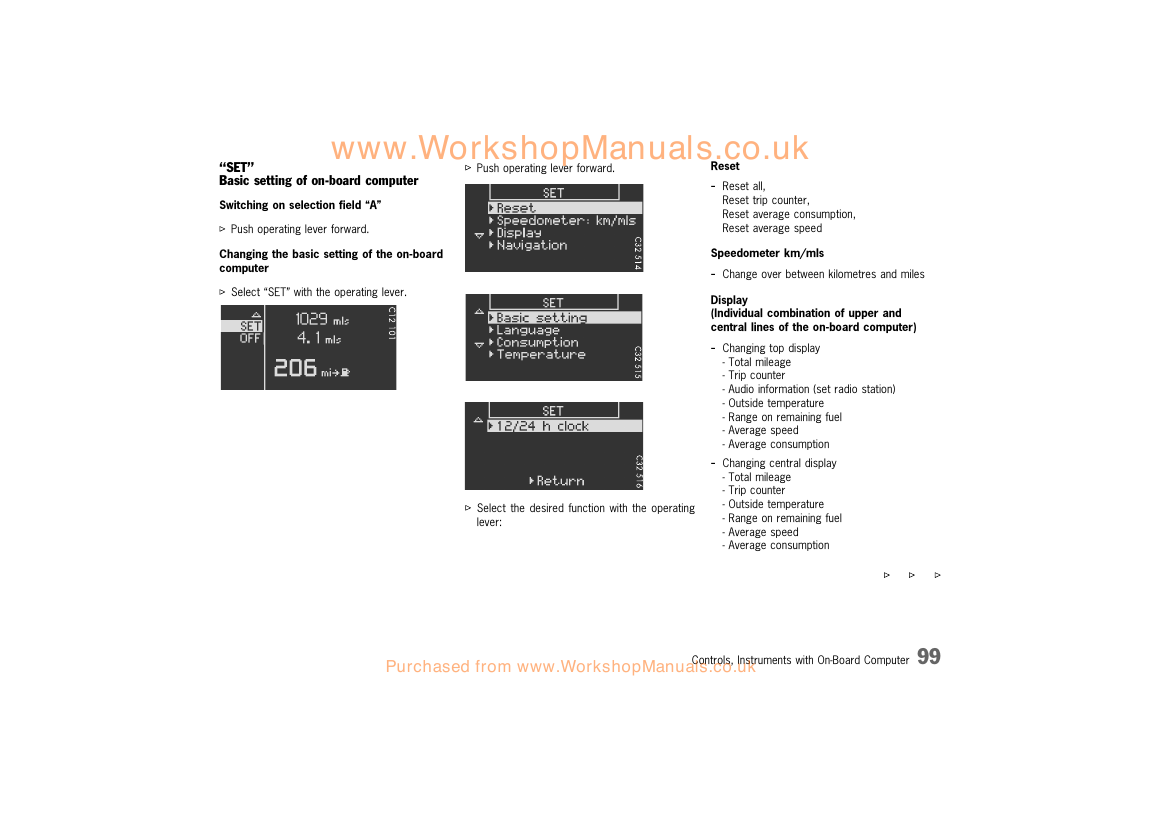 www.WorkshopManuals.co.uk
“SET”
Basic setting of on-board computer
Switching on selection field “A”
▷ Push operating lever forward.
Changing the basic setting of the on-board
computer
▷ Select “SET” with the operating lever.
SET
OFF
1029 mls
4.1 mls
206 mi
C12 101
▷ Push operating lever forward.
SET
Reset
Speedometer: km/mls
Display
Navigation
C32 514
SET
Basic setting
Language
Consumption
Temperature
C32 515
SET
12/24 h clock
Return
C32 516
▷ Select the desired function with the operating
lever:
Reset
- Reset all,
Reset trip counter,
Reset average consumption,
Reset average speed
Speedometer km/mls
- Change over between kilometres and miles
Display
(Individual combination of upper and
central lines of the on-board computer)
- Changing top display
- Total mileage
- Trip counter
- Audio information (set radio station)
- Outside temperature
- Range on remaining fuel
- Average speed
- Average consumption
- Changing central display
- Total mileage
- Trip counter
- Outside temperature
- Range on remaining fuel
- Average speed
- Average consumption
▷ ▷ ▷
Controls, Instruments with On-Board Computer 99
Purchased from www.WorkshopManuals.co.uk